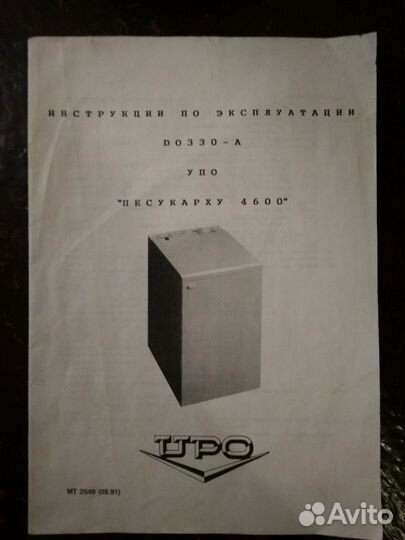 ИНСТРУКЦИИ ПО ЭКСПЛУАТАЦИИ
DO330-A
УПО
"ПЕСУКАРХУ 4600"
UPO
MT 2548 (05.91)
Avito